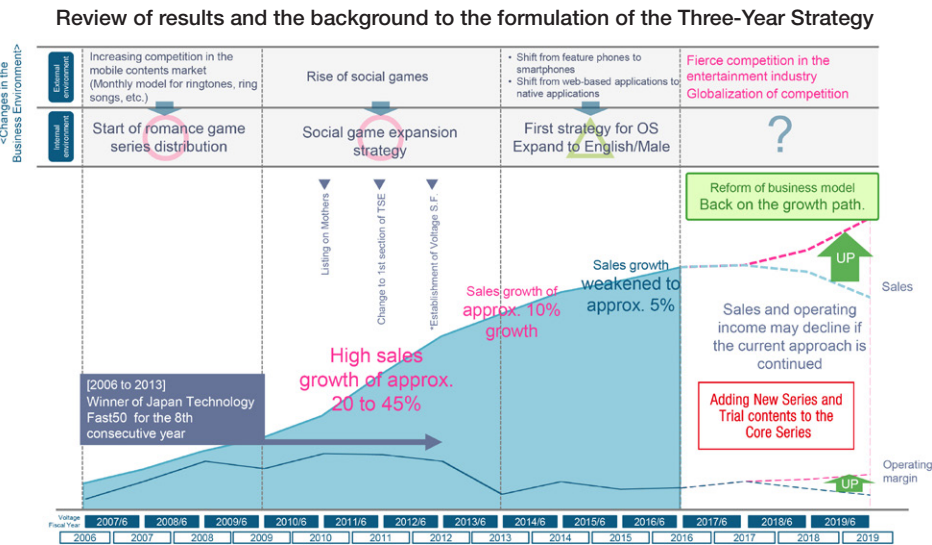 Review of results and the background to the formulation of the Three-Year Strategy
<Changes in the
Business Environment>
External
environment
Increasing competition in the
mobile contents market
(Monthly model for ringtones, ring
songs, etc.)
Rise of social games
• Shift from feature phones to
smartphones
• Shift from web-based applications to
native applications
Fierce competition in the
entertainment industry
Globalization of competition
Internal
environment
Start of romance game
series distribution
Social game expansion
strategy
First strategy for OS
Expand to English/Male
?
Listing on Mothers
Change to 1st section of TSE
*Establishment of Voltage S.F.
Reform of business model
Back on the growth path.
UP
Sales
Sales growth
weakened to
approx. 5%
Sales growth of
approx. 10%
growth
High sales
growth of approx.
20 to 45%
Sales and operating
income may decline if
the current approach is
continued
[2006 to 2013]
Winner of Japan Technology
Fast50 for the 8th
consecutive year
Adding New Series and
Trial contents to the
Core Series
Operating
margin
UP
Voltage
Fiscal Year
2007/6 2008/6 2009/6 2010/6 2011/6 2012/6 2013/6 2014/6 2015/6 2016/6 2017/6 2018/6 2019/6
2006 2007 2008 2009 2010 2011 2012 2013 2014 2015 2016 2017 2018 2019